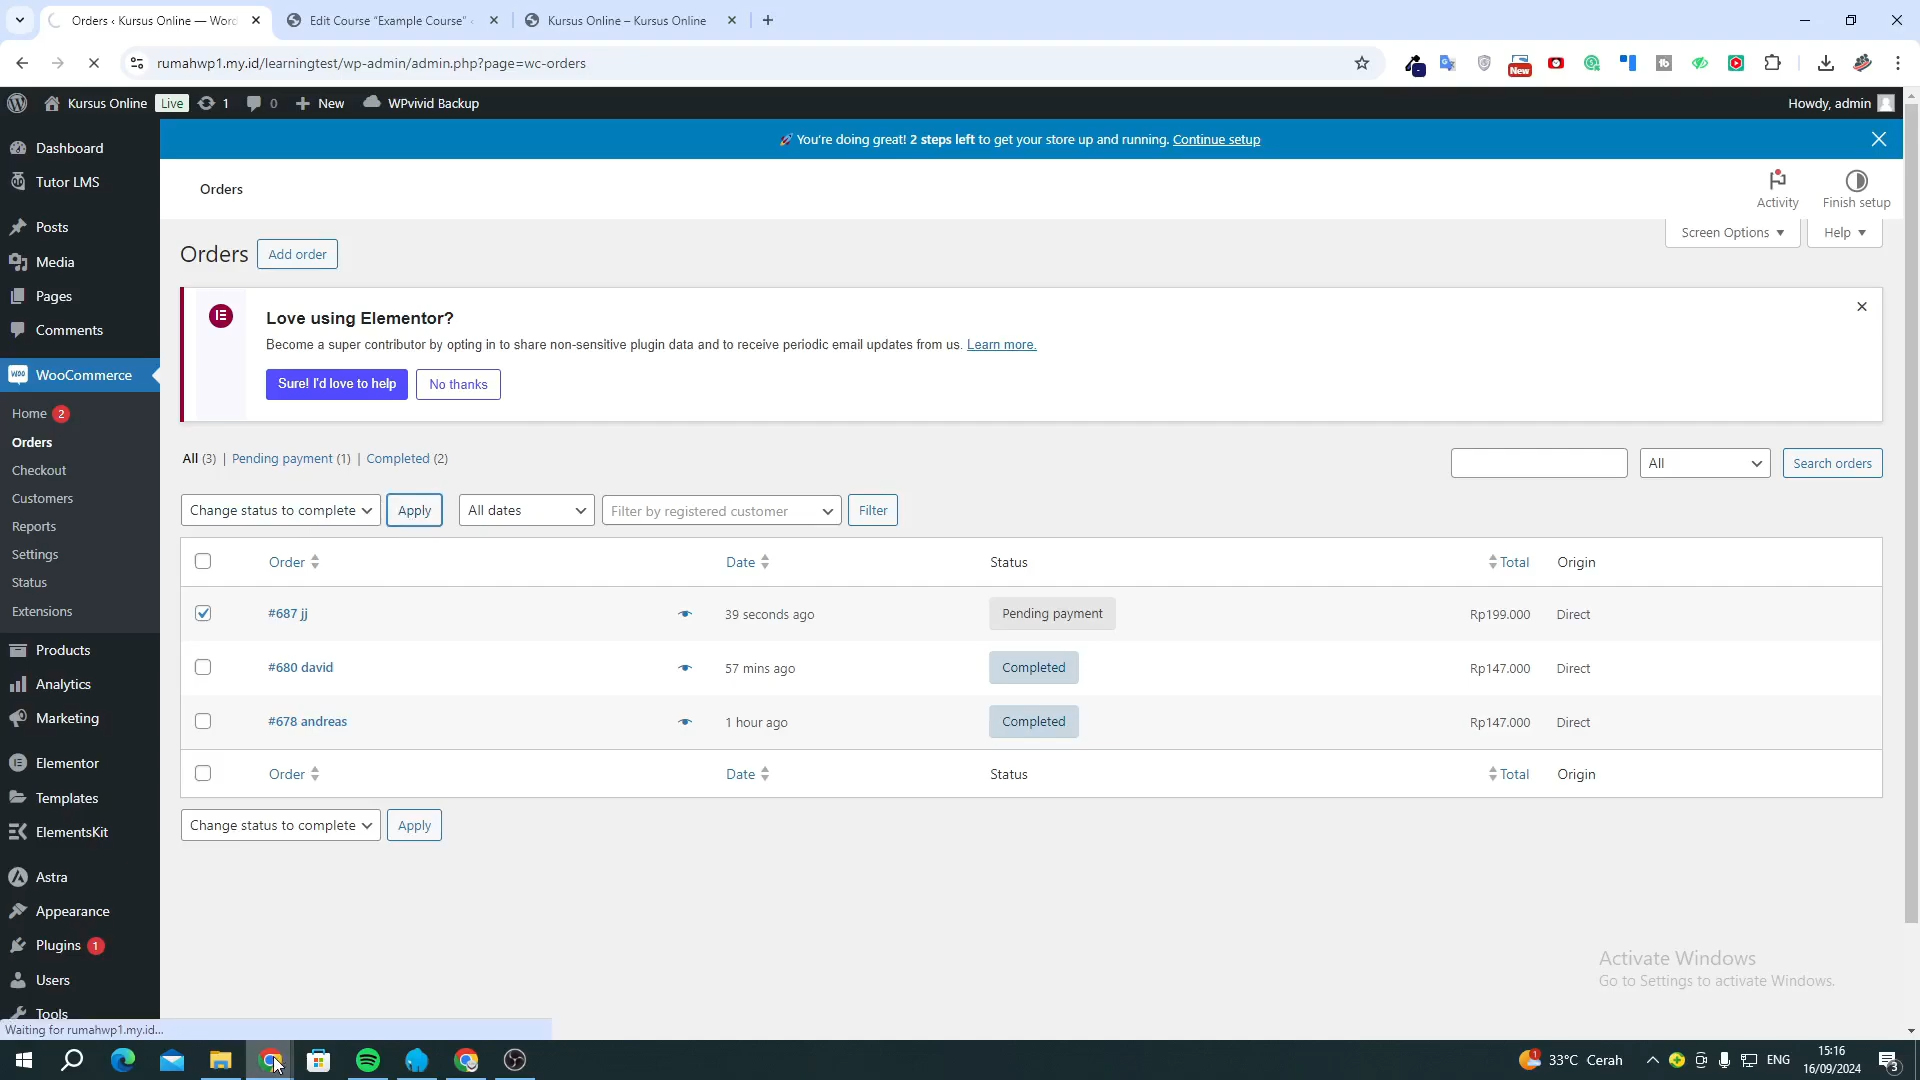 Orders ‹ Kursus Online — Word
Edit Course "Example Course" ‹
Kursus Online – Kursus Online
rumahwp1.my.id/learningtest/wp-admin/admin.php?page=wc-orders
New
Kursus Online Live 1 0 New WPvivid Backup
Howdy, admin
🚀 You're doing great! 2 steps left to get your store up and running. Continue setup
Dashboard
Tutor LMS
Posts
Media
Pages
Comments
WooCommerce
Home 2
Orders
Checkout
Customers
Reports
Settings
Status
Extensions
Products
Analytics
Marketing
Elementor
Templates
ElementsKit
Astra
Appearance
Plugins 1
Users
Tools
Orders
Activity
Finish setup
Screen Options
Help
Orders Add order
Love using Elementor?
Become a super contributor by opting in to share non-sensitive plugin data and to receive periodic email updates from us. Learn more.
Sure! I'd love to help No thanks
All (3) | Pending payment (1) | Completed (2)
All Search orders
Change status to complete Apply All dates Filter by registered customer Filter
Order Date Status Total Origin
#687 jj 39 seconds ago Pending payment Rp199.000 Direct
#680 david 57 mins ago Completed Rp147.000 Direct
#678 andreas 1 hour ago Completed Rp147.000 Direct
Order Date Status Total Origin
Change status to complete Apply
Activate Windows
Go to Settings to activate Windows.
Waiting for rumahwp1.my.id...
1 33°C Cerah
ENG
15:16
16/09/2024
3